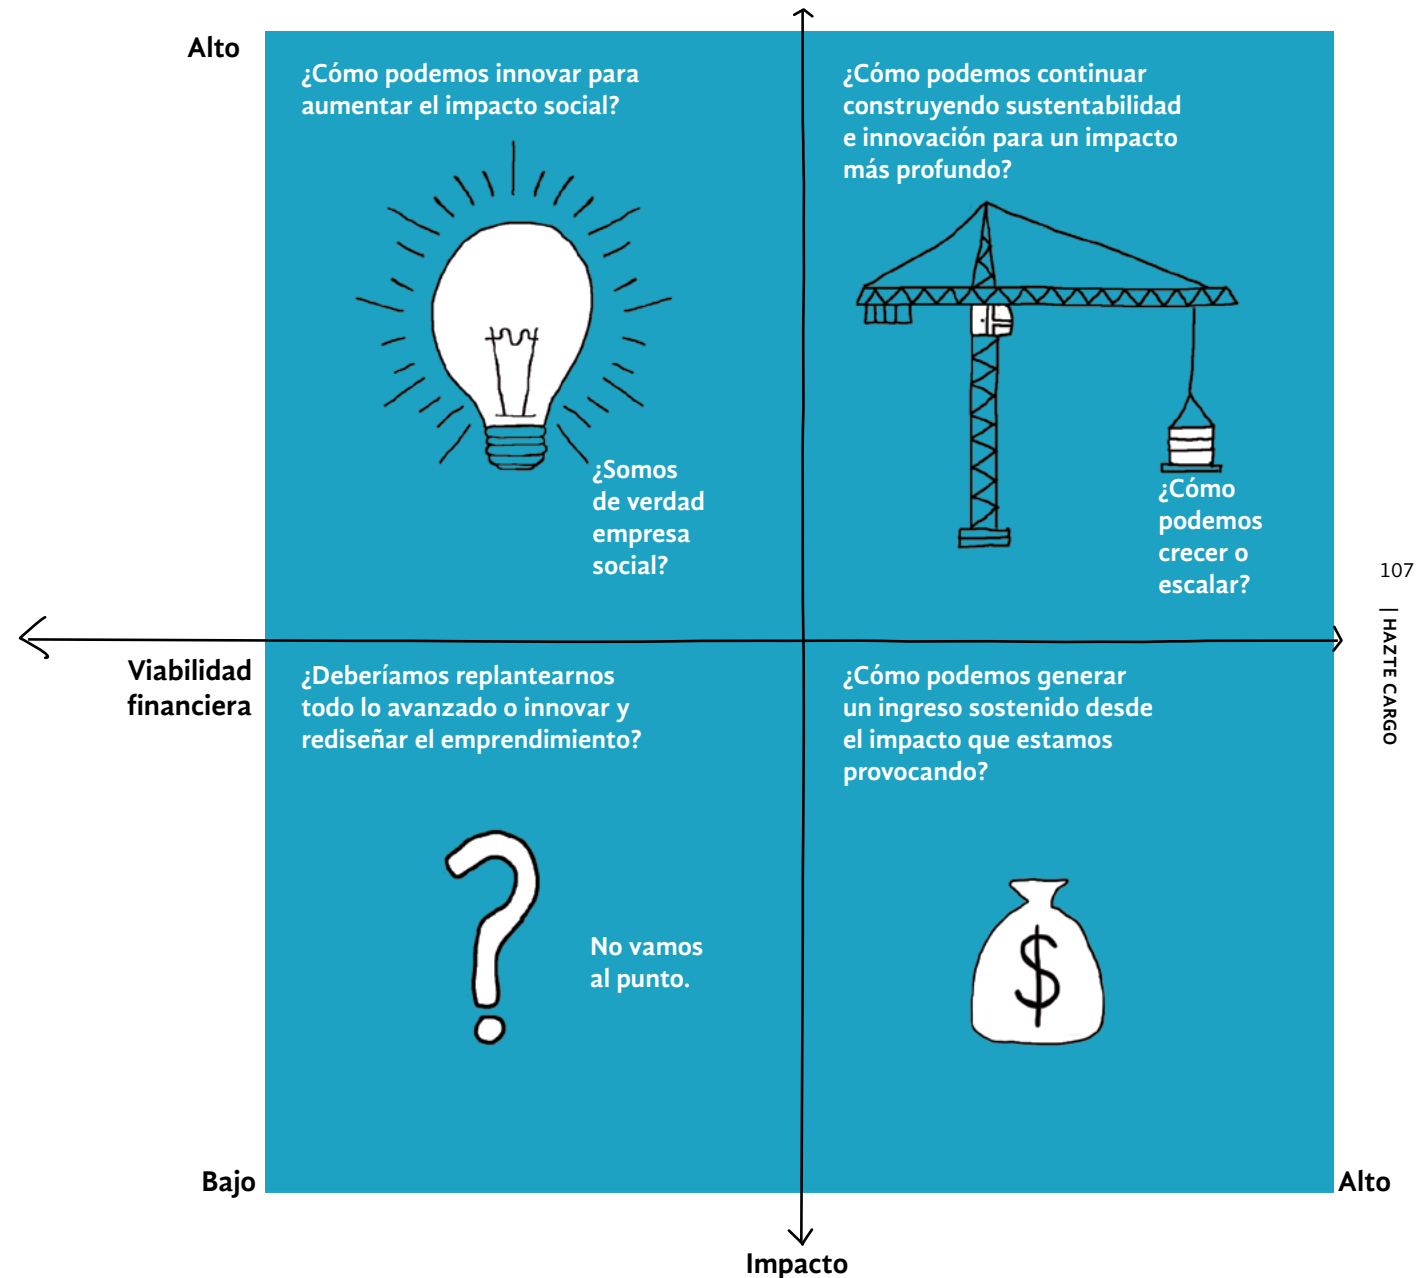 Alto
¿Cómo podemos innovar para
aumentar el impacto social?
¿Somos
de verdad
empresa
social?
¿Cómo podemos continuar
construyendo sustentabilidad
e innovación para un impacto
más profundo?
¿Cómo
podemos
crecer o
escalar?
107
| HAZTE CARGO
Viabilidad
financiera
¿Deberíamos replantearnos
todo lo avanzado o innovar y
rediseñar el emprendimiento?
No vamos
al punto.
¿Cómo podemos generar
un ingreso sostenido desde
el impacto que estamos
provocando?
$
Bajo
Alto
Impacto